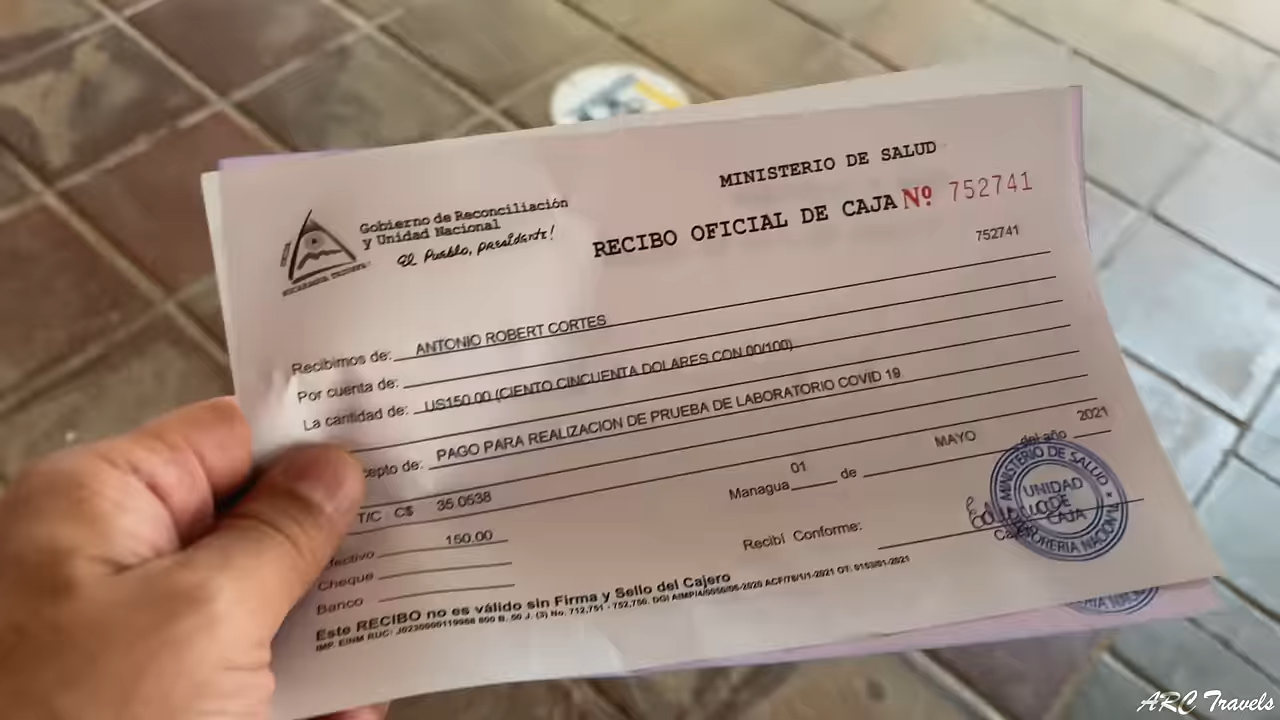 MINISTERIO DE SALUD
Gobierno de Reconciliación
y Unidad Nacional
El Pueblo, presidente!
RECIBO OFICIAL DE CAJA Nº 752741
752741
Recibimos de: ANTONIO ROBERT CORTES
Por cuenta de:
La cantidad de: US150.00 (CIENTO CINCUENTA DOLARES CON 00/100)
cepto de: PAGO PARA REALIZACION DE PRUEBA DE LABORATORIO COVID 19
T/C C$ 35.0538
Managua 01 de MAYO del año 2021
fectivo 150.00
Cheque
Banco
Recibí Conforme:
MINISTERIO DE SALUD
UNIDAD
DE
CAJA
Este RECIBO no es válido sin Firma y Sello del Cajero
ARC Travels